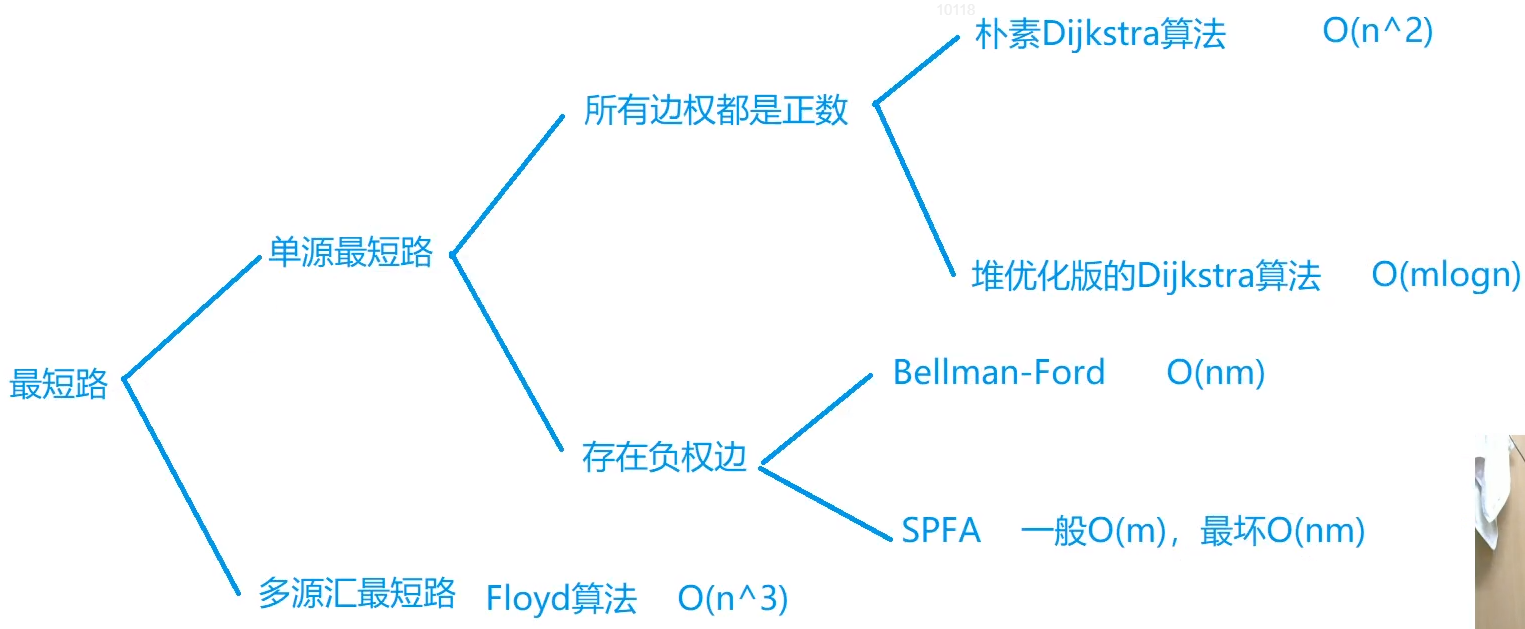 10118
朴素Dijkstra算法 O(n^2)
所有边权都是正数
单源最短路
堆优化版的Dijkstra算法 O(mlogn)
最短路
Bellman-Ford O(nm)
存在负权边
SPFA 一般O(m)，最坏O(nm)
多源汇最短路 Floyd算法 O(n^3)